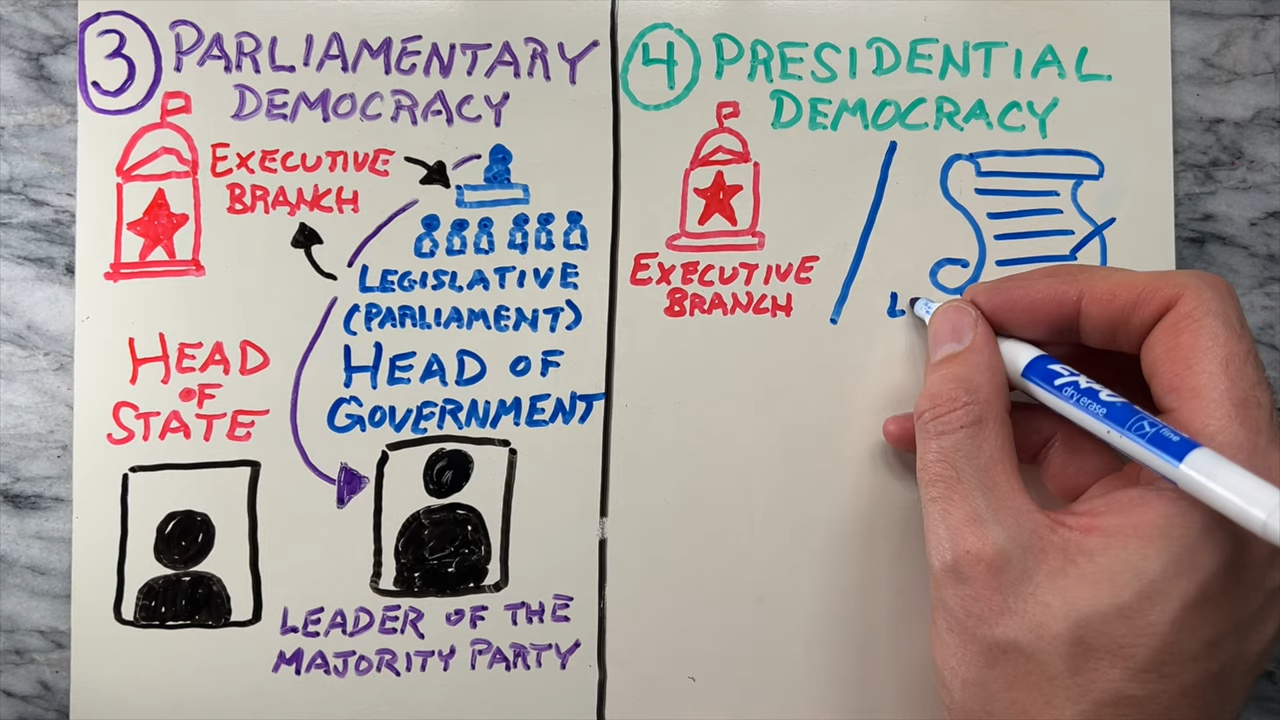 3 PARLIAMENTARY
DEMOCRACY
EXECUTIVE
BRANCH
LEGISLATIVE
(PARLIAMENT)
HEAD
OF
STATE
HEAD OF
GOVERNMENT
LEADER OF THE
MAJORITY PARTY
4 PRESIDENTIAL
DEMOCRACY
EXECUTIVE
BRANCH
L
EXPO
dry erase
fine